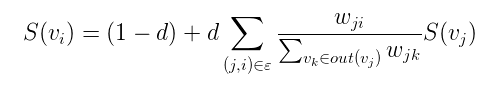 $S(v_i) = (1 - d) + d \sum_{(j,i) \in \varepsilon} \frac{w_{ji}}{\sum_{v_k \in out(v_j)} w_{jk}} S(v_j)$